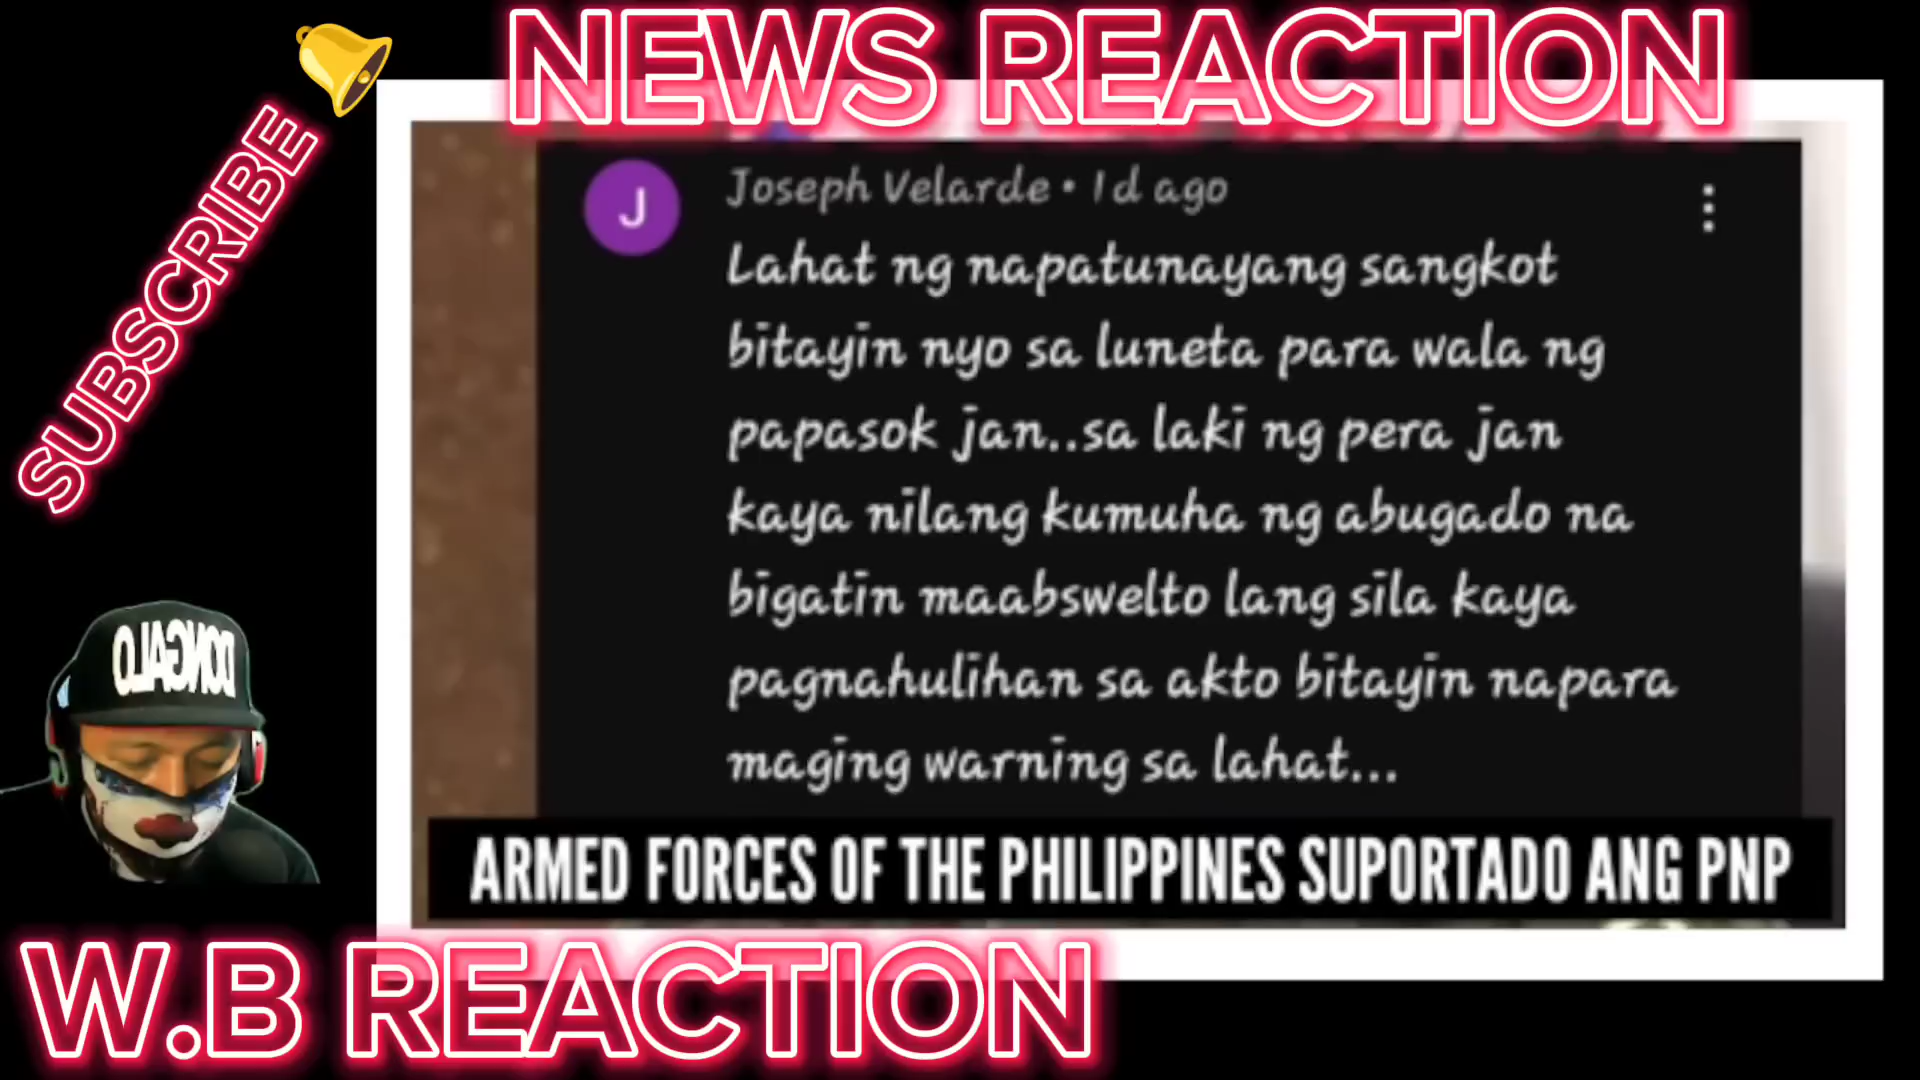 NEWS REACTION
SUBSCRIBE
J
Joseph Velarde • 1d ago
Lahat ng napatunayang sangkot
bitayin nyo sa luneta para wala ng
papasok jan..sa laki ng pera jan
kaya nilang kumuha ng abugado na
bigatin maabswelto lang sila kaya
pagnahulihan sa akto bitayin napara
maging warning sa lahat...
DONGALO
ARMED FORCES OF THE PHILIPPINES SUPORTADO ANG PNP
W.B REACTION